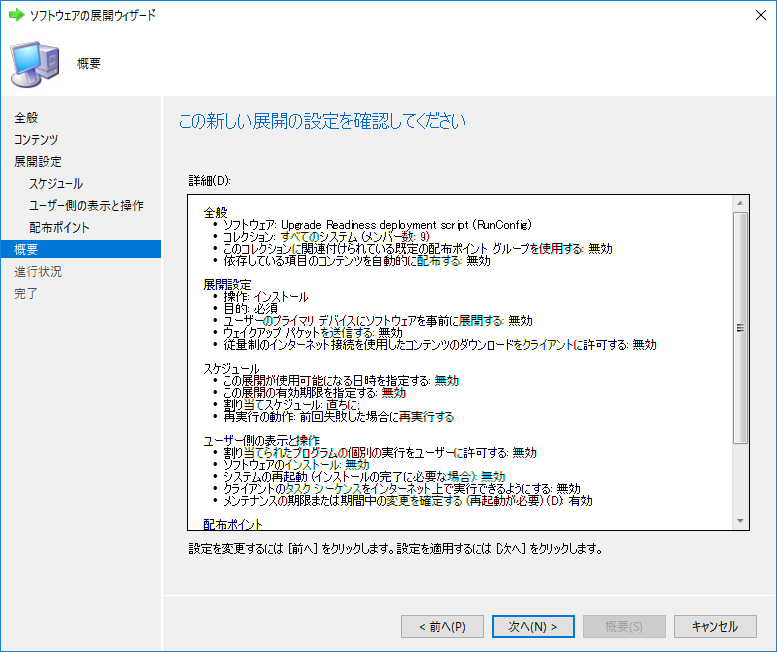 ソフトウェアの展開ウィザード
概要
全般
コンテンツ
展開設定
スケジュール
ユーザー側の表示と操作
配布ポイント
概要
進行状況
完了
この新しい展開の設定を確認してください
詳細(D):
全般
• ソフトウェア: Upgrade Readiness deployment script (RunConfig)
• コレクション: すべてのシステム (メンバー数: 9)
• このコレクションに関連付けられている既定の配布ポイント グループを使用する: 無効
• 依存している項目のコンテンツを自動的に配布する: 無効
展開設定
• 操作: インストール
• 目的: 必須
• ユーザーのプライマリ デバイスにソフトウェアを事前に展開する: 無効
• ウェイクアップ パケットを送信する: 無効
• 従量制のインターネット接続を使用したコンテンツのダウンロードをクライアントに許可する: 無効
スケジュール
• この展開が使用可能になる日時を指定する: 無効
• この展開の有効期限を指定する: 無効
• 割り当てスケジュール: 直ちに;
• 再実行の動作: 前回失敗した場合に再実行する
ユーザー側の表示と操作
• 割り当てられたプログラムの個別の実行をユーザーに許可する: 無効
• ソフトウェアのインストール: 無効
• システムの再起動 (インストールの完了に必要な場合): 無効
• クライアントのタスク シーケンスをインターネット上で実行できるようにする: 無効
• メンテナンスの期限または期間中の変更を確定する (再起動が必要) (D): 有効
配布ポイント
設定を変更するには [前へ] をクリックします。設定を適用するには [次へ] をクリックします。
< 前へ(P)
次へ(N) >
概要(S)
キャンセル